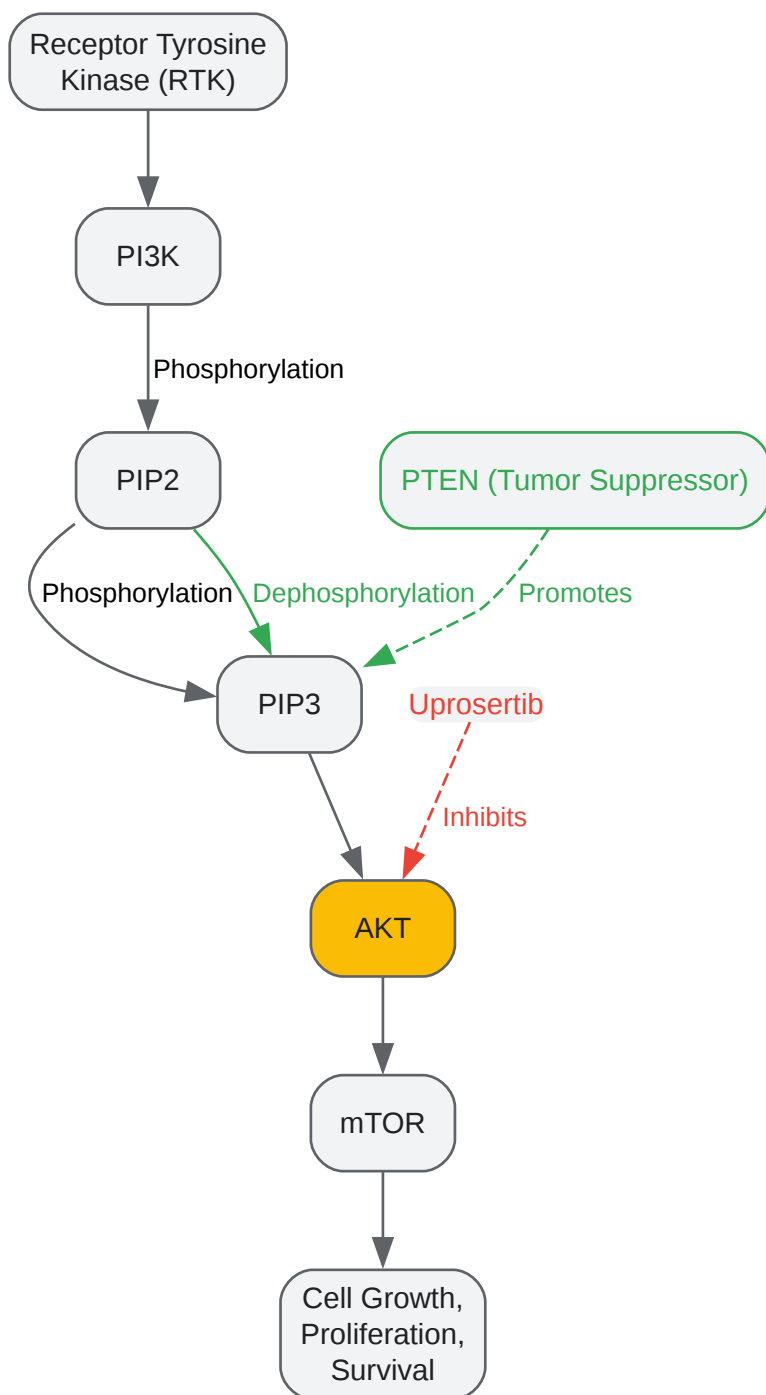 Receptor Tyrosine
Kinase (RTK)
PI3K
Phosphorylation
PIP2
PTEN (Tumor Suppressor)
Phosphorylation
Dephosphorylation
Promotes
PIP3
Uprosertib
Inhibits
AKT
mTOR
Cell Growth,
Proliferation,
Survival